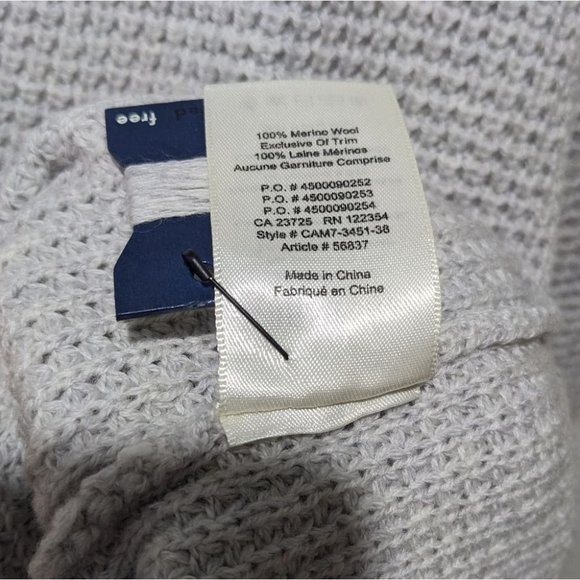 free
100% Merino Wool
Exclusive Of Trim
100% Laine Mérinos
Aucune Garniture Comprise
P.O. # 4500090252
P.O. # 4500090253
P.O. # 4500090254
CA 23725 RN 122354
Style # CAM7-3451-38
Article # 56837
Made in China
Fabriqué en Chine